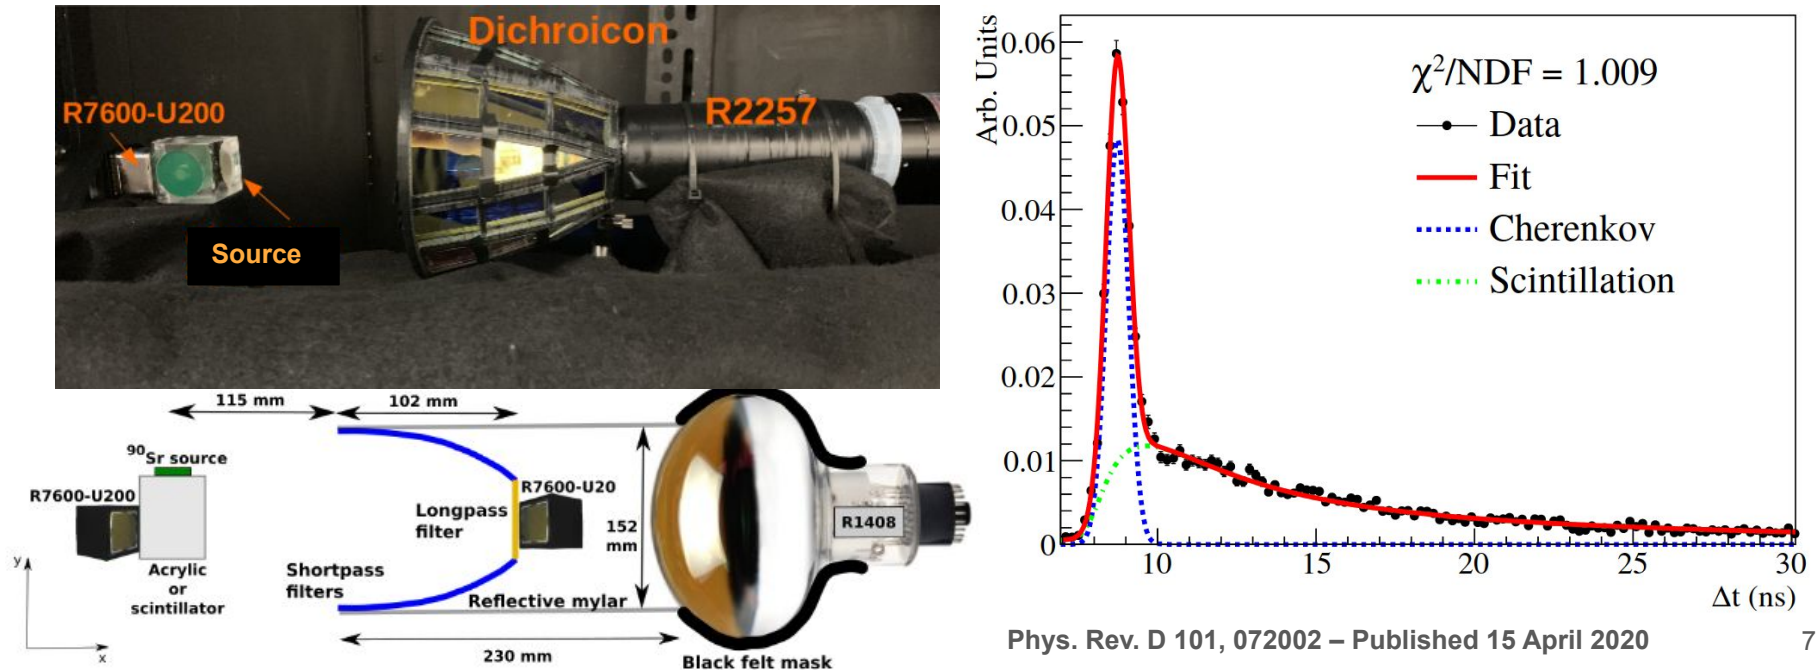 Dichroicon
R7600-U200
R2257
Source
115 mm
102 mm
90Sr source
R7600-U200
R7600-U20
Longpass
filter
152
mm
R1408
Acrylic
or
scintillator
Shortpass
filters
Reflective mylar
y
x
230 mm
Black felt mask
Arb. Units
0.06
0.05
0.04
0.03
0.02
0.01
0
χ²/NDF = 1.009
Data
Fit
Cherenkov
Scintillation
10
15
20
25
30
Δt (ns)
Phys. Rev. D 101, 072002 – Published 15 April 2020
7